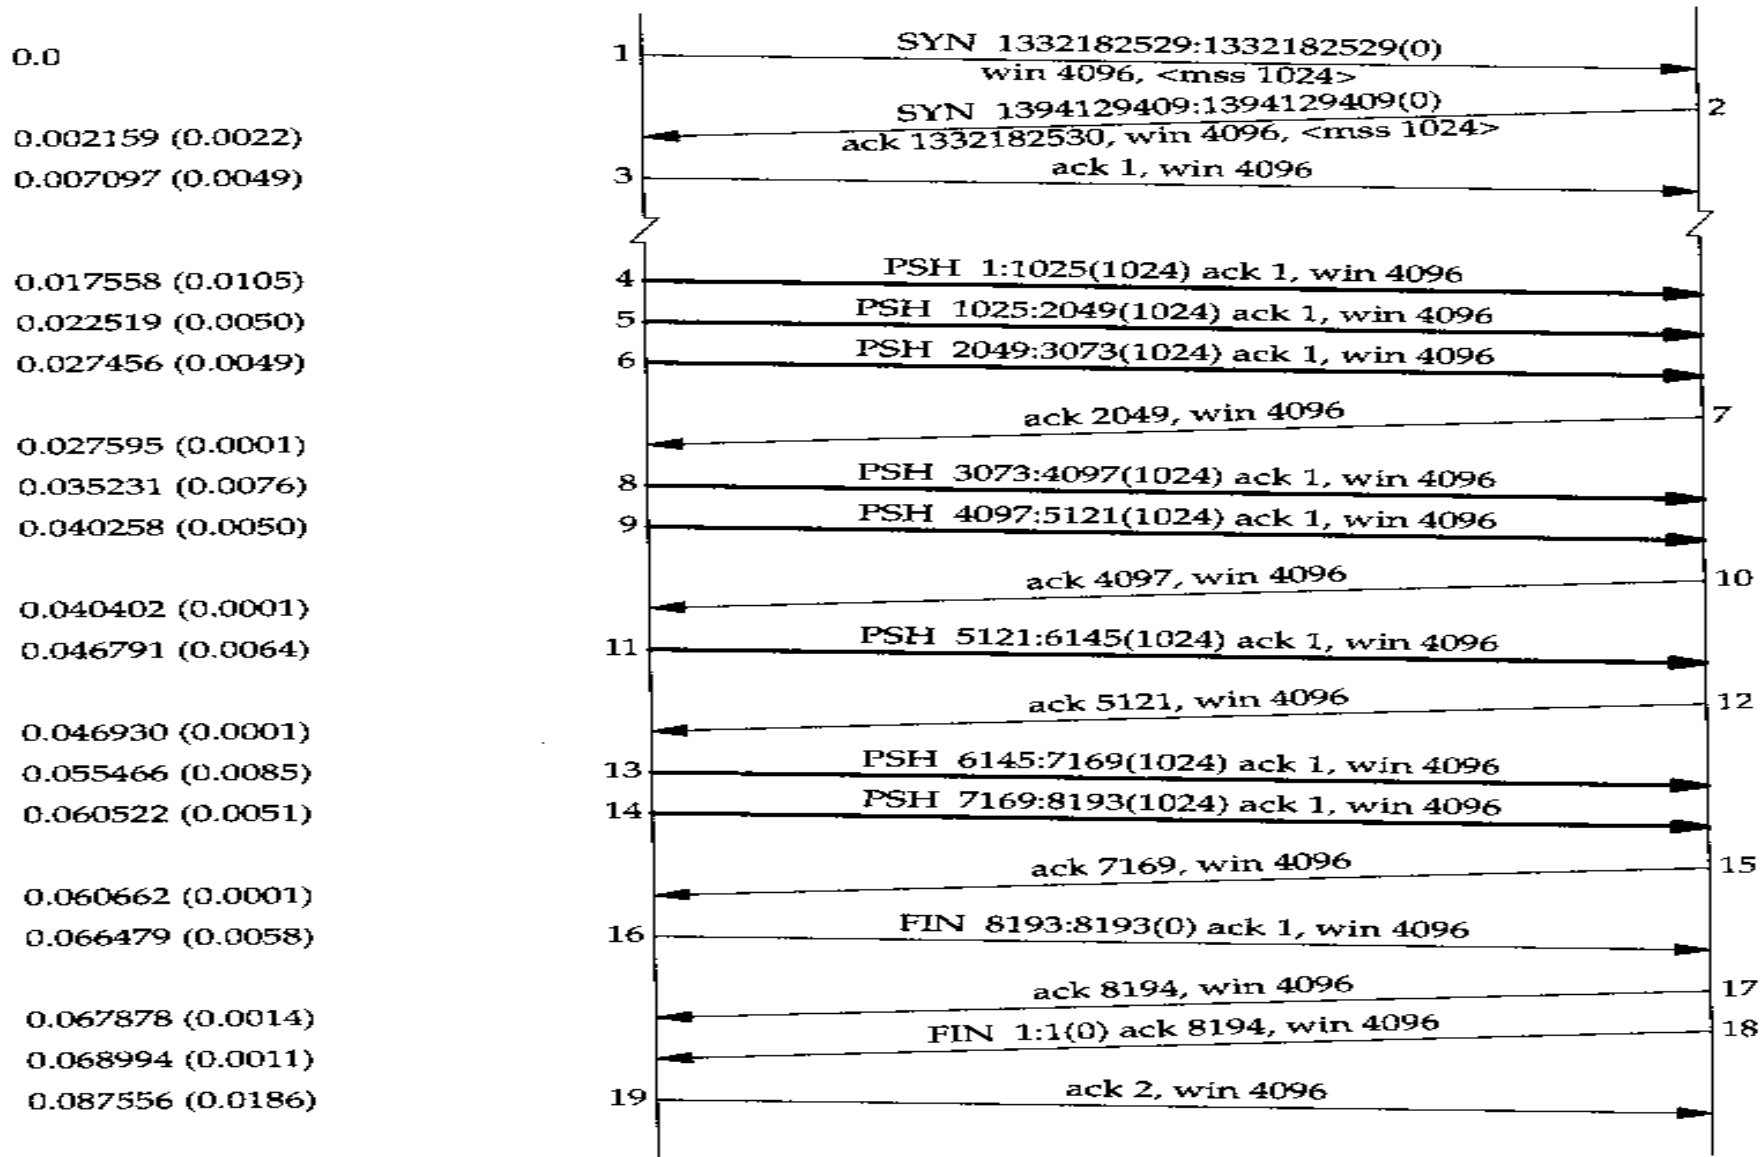 0.0
1
SYN 1332182529:1332182529(0)
win 4096, <mss 1024>
SYN 1394129409:1394129409(0)
2
0.002159 (0.0022)
ack 1332182530, win 4096, <mss 1024>
0.007097 (0.0049)
3
ack 1, win 4096
0.017558 (0.0105)
4
PSH 1:1025(1024) ack 1, win 4096
0.022519 (0.0050)
5
PSH 1025:2049(1024) ack 1, win 4096
0.027456 (0.0049)
6
PSH 2049:3073(1024) ack 1, win 4096
ack 2049, win 4096
7
0.027595 (0.0001)
0.035231 (0.0076)
8
PSH 3073:4097(1024) ack 1, win 4096
0.040258 (0.0050)
9
PSH 4097:5121(1024) ack 1, win 4096
ack 4097, win 4096
10
0.040402 (0.0001)
0.046791 (0.0064)
11
PSH 5121:6145(1024) ack 1, win 4096
ack 5121, win 4096
12
0.046930 (0.0001)
0.055466 (0.0085)
13
PSH 6145:7169(1024) ack 1, win 4096
0.060522 (0.0051)
14
PSH 7169:8193(1024) ack 1, win 4096
ack 7169, win 4096
15
0.060662 (0.0001)
0.066479 (0.0058)
16
FIN 8193:8193(0) ack 1, win 4096
ack 8194, win 4096
17
0.067878 (0.0014)
FIN 1:1(0) ack 8194, win 4096
18
0.068994 (0.0011)
0.087556 (0.0186)
19
ack 2, win 4096